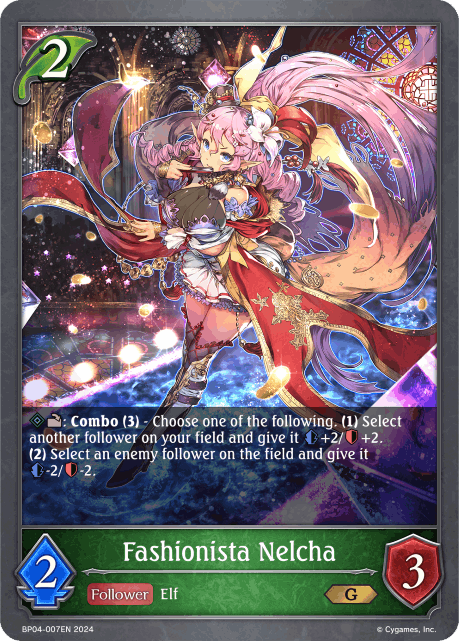 2
: Combo (3) - Choose one of the following. (1) Select
another follower on your field and give it +2/ +2.
(2) Select an enemy follower on the field and give it
-2/ -2.
Fashionista Nelcha
2
Follower Elf
G
3
BP04-007EN 2024
© Cygames, Inc.